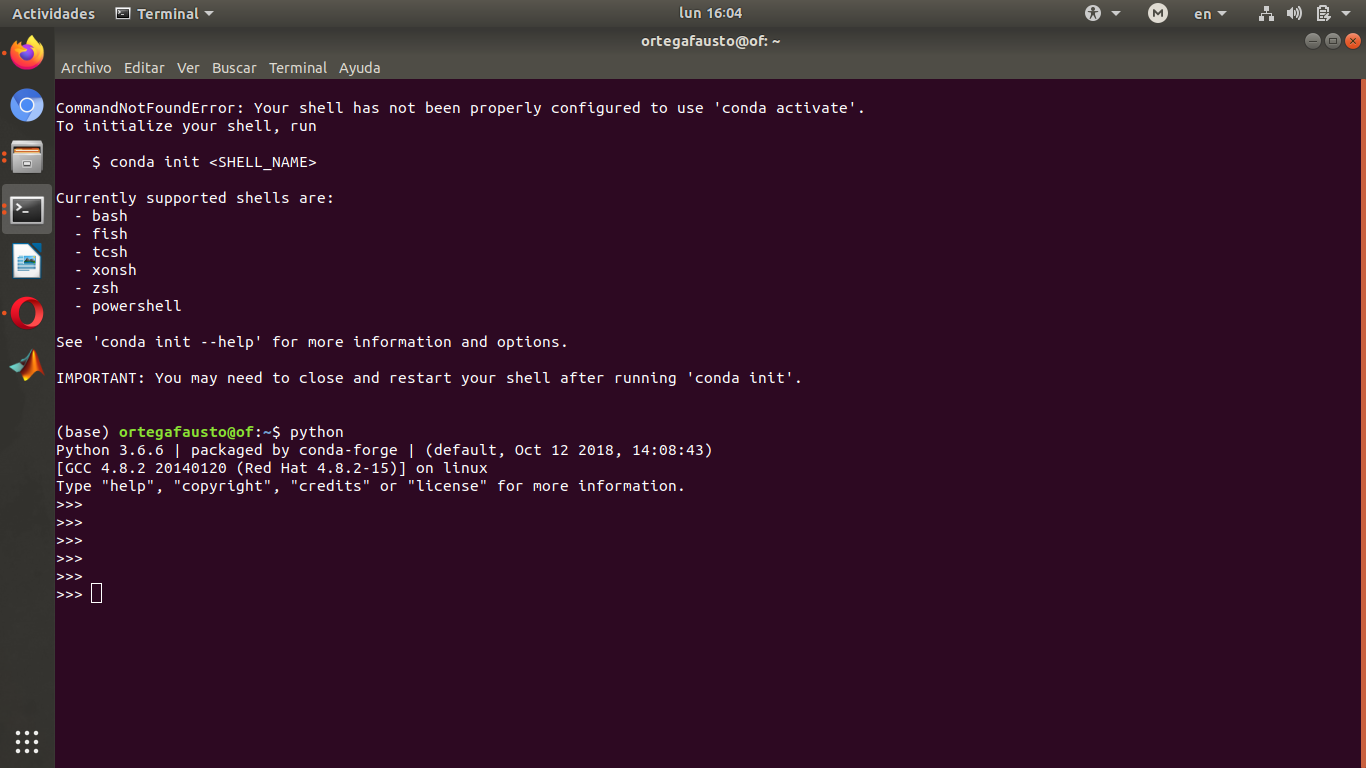 Actividades Terminal lun 16:04 en
ortegafausto@of: ~
Archivo Editar Ver Buscar Terminal Ayuda
CommandNotFoundError: Your shell has not been properly configured to use 'conda activate'.
To initialize your shell, run
$ conda init <SHELL_NAME>
Currently supported shells are:
- bash
- fish
- tcsh
- xonsh
- zsh
- powershell
See 'conda init --help' for more information and options.
IMPORTANT: You may need to close and restart your shell after running 'conda init'.
(base) ortegafausto@of:~$ python
Python 3.6.6 | packaged by conda-forge | (default, Oct 12 2018, 14:08:43)
[GCC 4.8.2 20140120 (Red Hat 4.8.2-15)] on linux
Type "help", "copyright", "credits" or "license" for more information.
>>>
>>>
>>>
>>>
>>>
>>>